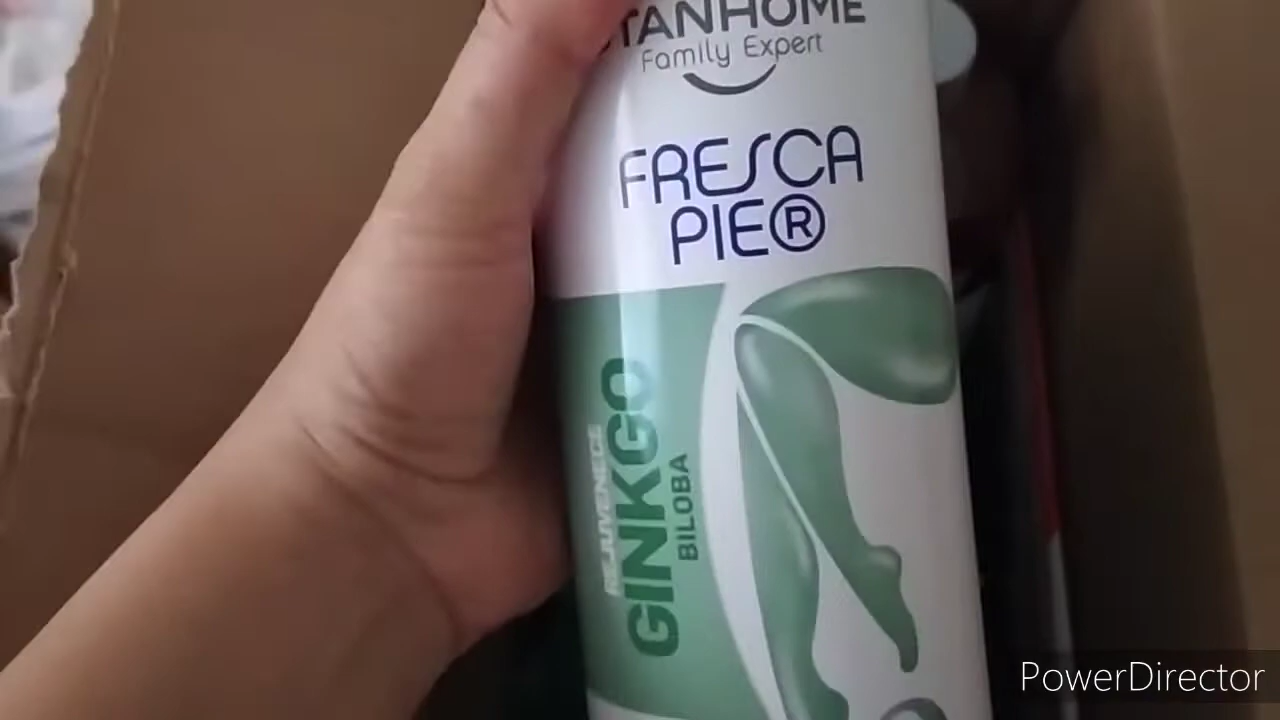 STANHOME
Family Expert
FRESCA
PIE®
REJUVENECE
GINKGO
BILOBA
PowerDirector